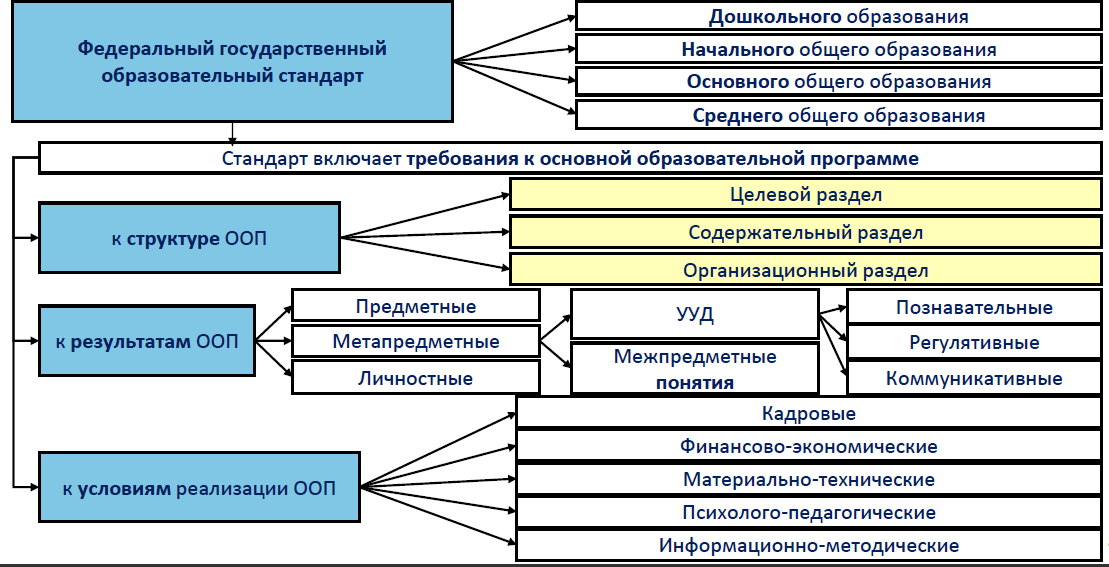 Федеральный государственный
образовательный стандарт
Дошкольного образования
Начального общего образования
Основного общего образования
Среднего общего образования
Стандарт включает требования к основной образовательной программе
к структуре ООП
Целевой раздел
Содержательный раздел
Организационный раздел
к результатам ООП
Предметные
Метапредметные
Личностные
УУД
Межпредметные
понятия
Познавательные
Регулятивные
Коммуникативные
к условиям реализации ООП
Кадровые
Финансово-экономические
Материально-технические
Психолого-педагогические
Информационно-методические